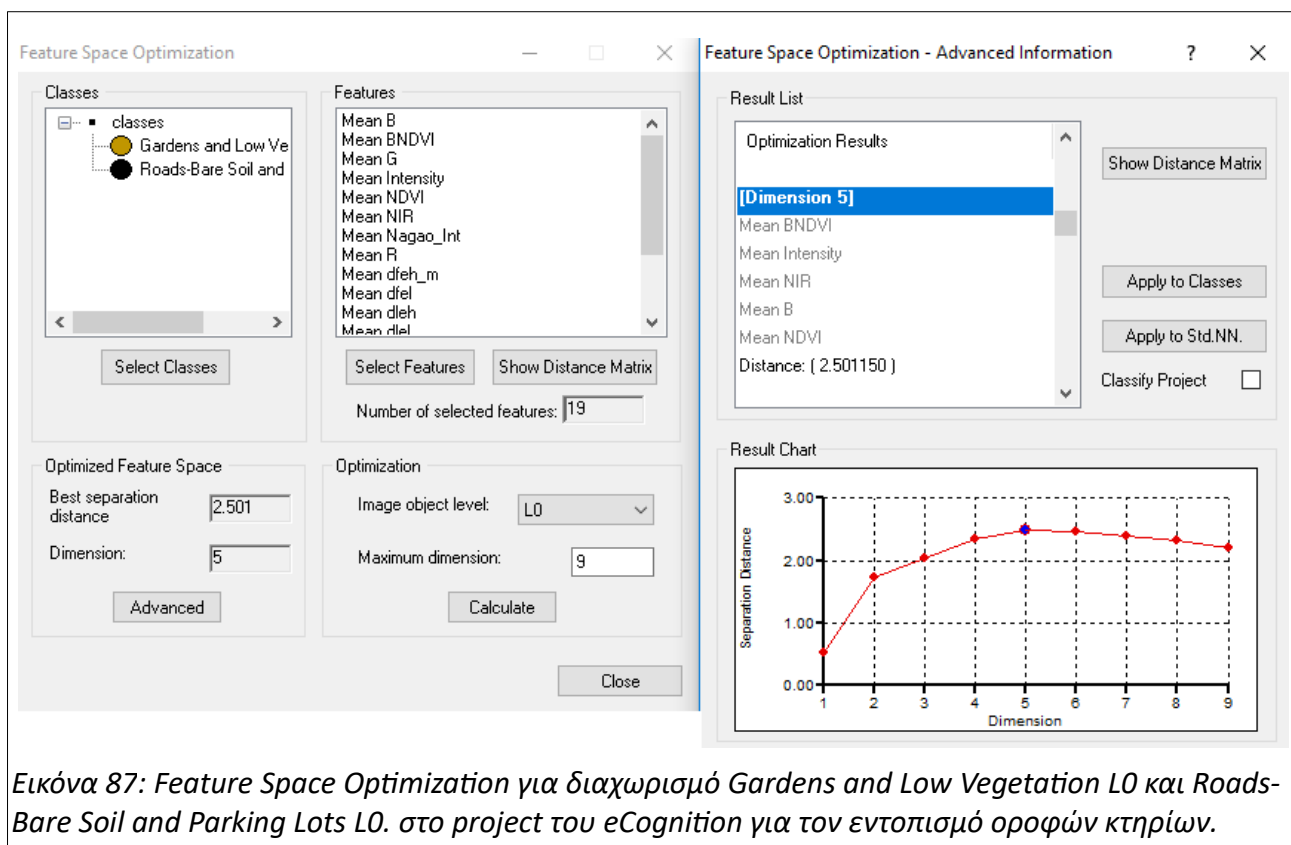 Feature Space Optimization
Classes
classes
Gardens and Low Ve
Roads-Bare Soil and
Select Classes
Features
Mean B
Mean BNDVI
Mean G
Mean Intensity
Mean NDVI
Mean NIR
Mean Nagao_Int
Mean R
Mean dfeh_m
Mean dfel
Mean dleh
Mean dlel
Select Features
Show Distance Matrix
Number of selected features: 19
Optimized Feature Space
Best separation
distance
2.501
Dimension:
5
Advanced
Optimization
Image object level:
L0
Maximum dimension:
9
Calculate
Close
Feature Space Optimization - Advanced Information
?
Result List
Optimization Results
[Dimension 5]
Mean BNDVI
Mean Intensity
Mean NIR
Mean B
Mean NDVI
Distance: ( 2.501150 )
Show Distance Matrix
Apply to Classes
Apply to Std.NN.
Classify Project
Result Chart
Separation Distance
3.00
2.00
1.00
0.00
1 2 3 4 5 6 7 8 9
Dimension
Εικόνα 87: Feature Space Optimization για διαχωρισμό Gardens and Low Vegetation L0 και Roads-
Bare Soil and Parking Lots L0. στο project του eCognition για τον εντοπισμό οροφών κτηρίων.